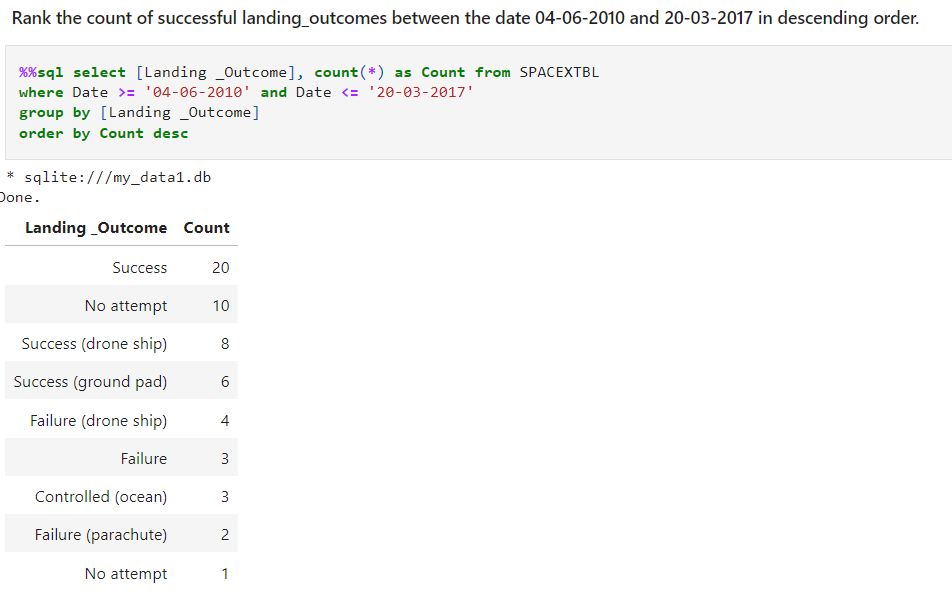 Rank the count of successful landing_outcomes between the date 04-06-2010 and 20-03-2017 in descending order.
%%sql select [Landing _Outcome], count(*) as Count from SPACEXTBL
where Date >= '04-06-2010' and Date <= '20-03-2017'
group by [Landing _Outcome]
order by Count desc
* sqlite:///my_data1.db
Done.
Landing _Outcome Count
Success 20
No attempt 10
Success (drone ship) 8
Success (ground pad) 6
Failure (drone ship) 4
Failure 3
Controlled (ocean) 3
Failure (parachute) 2
No attempt 1